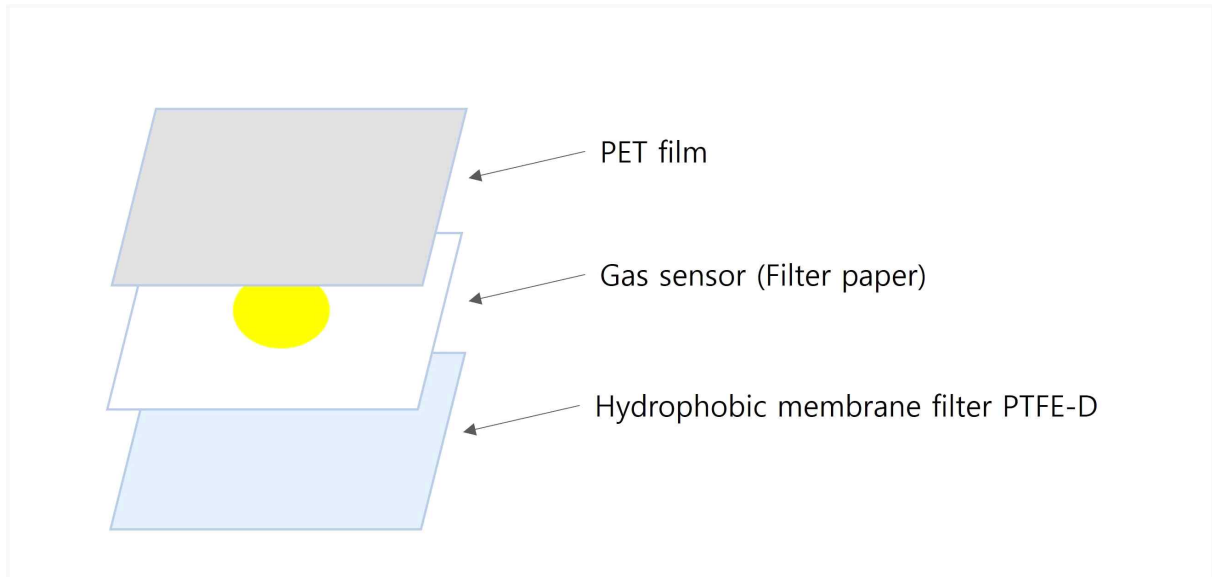 PET film
Gas sensor (Filter paper)
Hydrophobic membrane filter PTFE-D